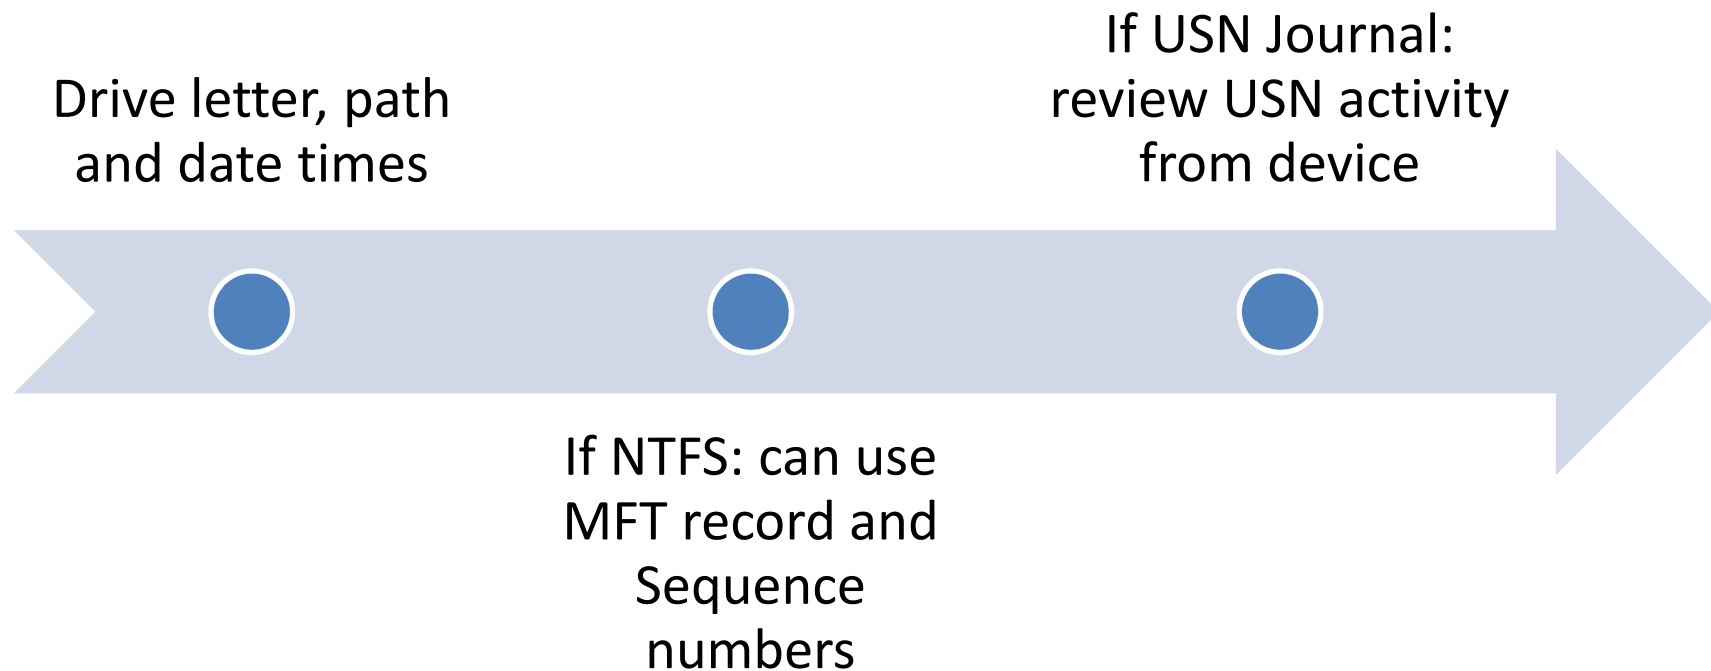 Drive letter, path
and date times
If NTFS: can use
MFT record and
Sequence
numbers
If USN Journal:
review USN activity
from device